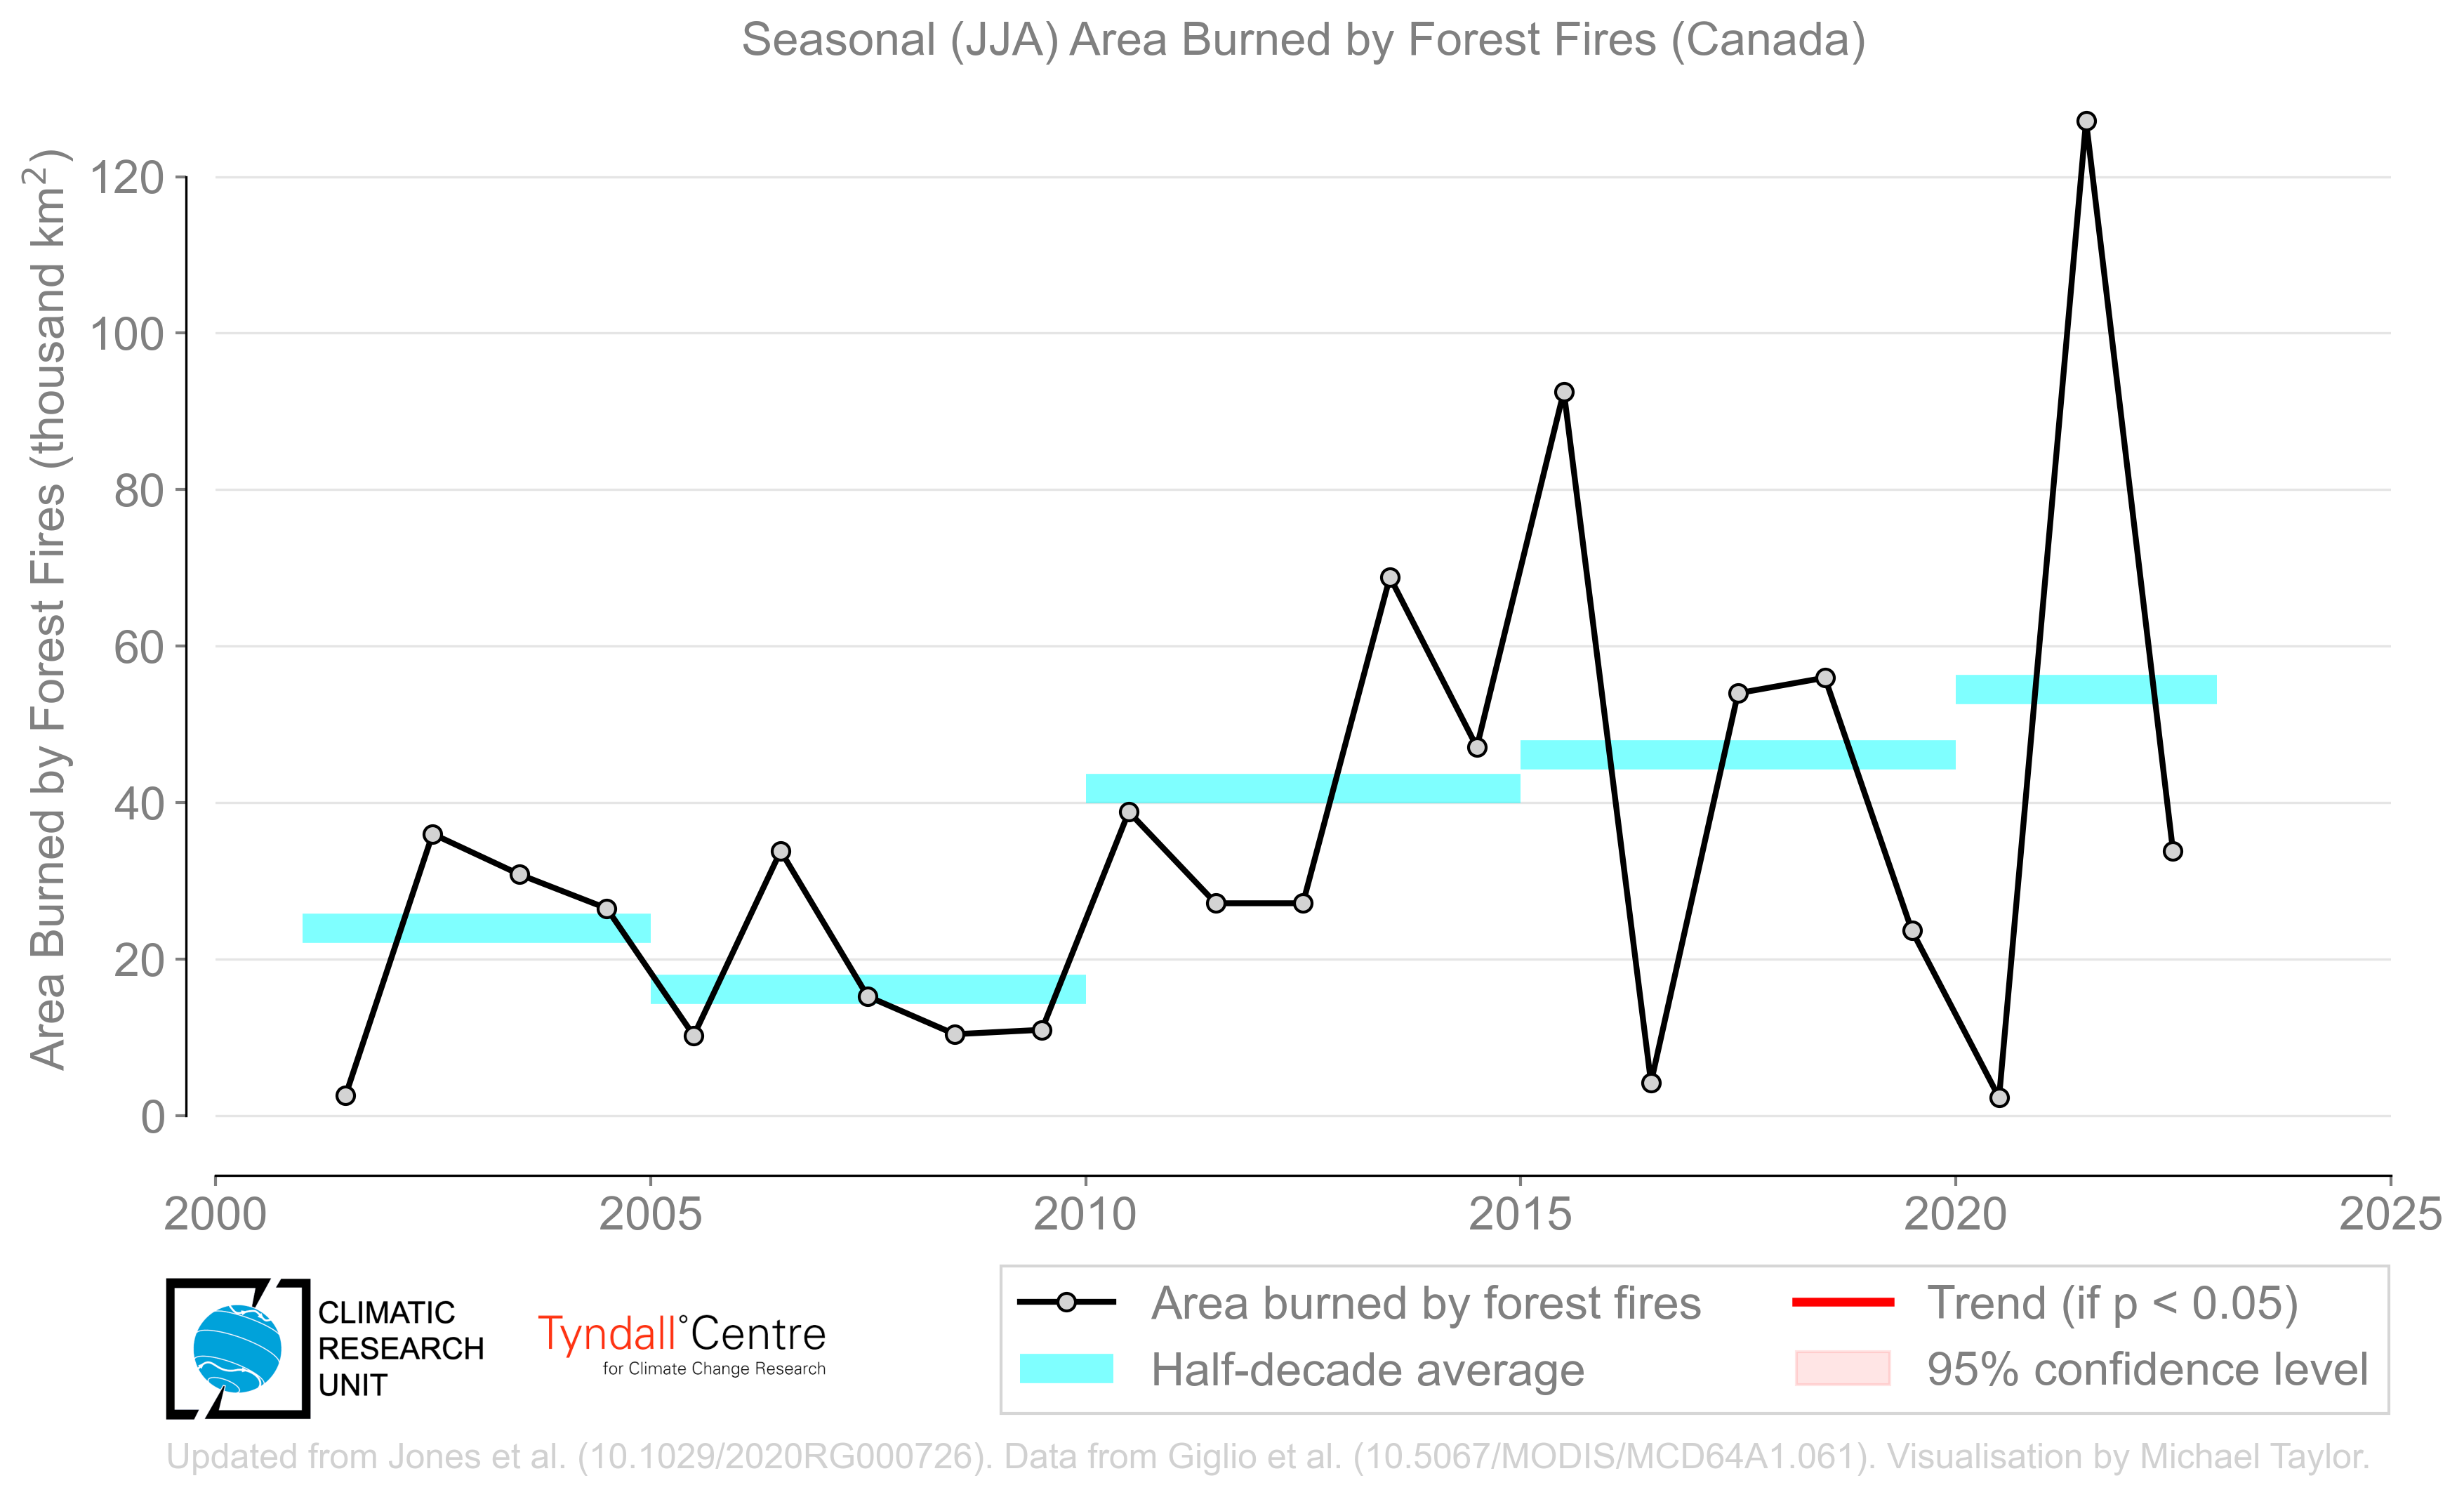 Seasonal (JJA) Area Burned by Forest Fires (Canada)
Area Burned by Forest Fires (thousand km²)
120
100
80
60
40
20
0
2000 2005 2010 2015 2020 2025
CLIMATIC
RESEARCH
UNIT
Tyndall°Centre
for Climate Change Research
Area burned by forest fires
Half-decade average
Trend (if p < 0.05)
95% confidence level
Updated from Jones et al. (10.1029/2020RG000726). Data from Giglio et al. (10.5067/MODIS/MCD64A1.061). Visualisation by Michael Taylor.